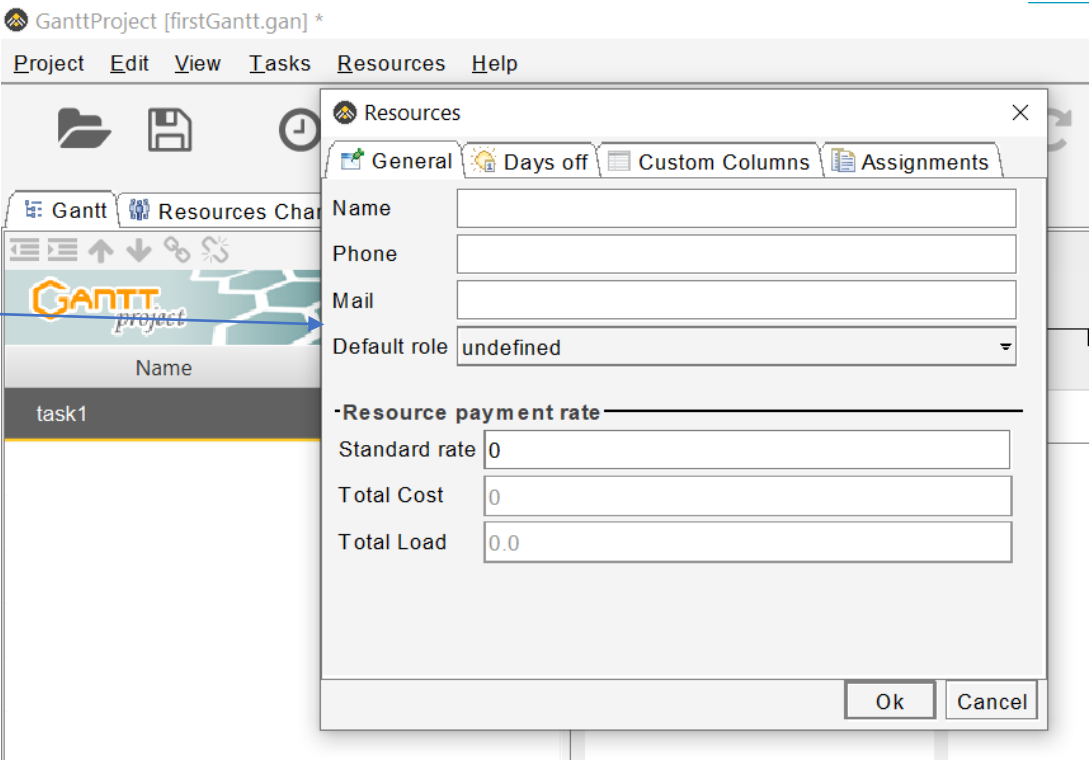 GanttProject [firstGantt.gan] *
Project Edit View Tasks Resources Help
Resources
General Days off Custom Columns Assignments
Gantt Resources Char
Name
Phone
Mail
GANTT
project
Default role undefined
Name
task1
Resource payment rate
Standard rate 0
Total Cost 0
Total Load 0.0
Ok Cancel